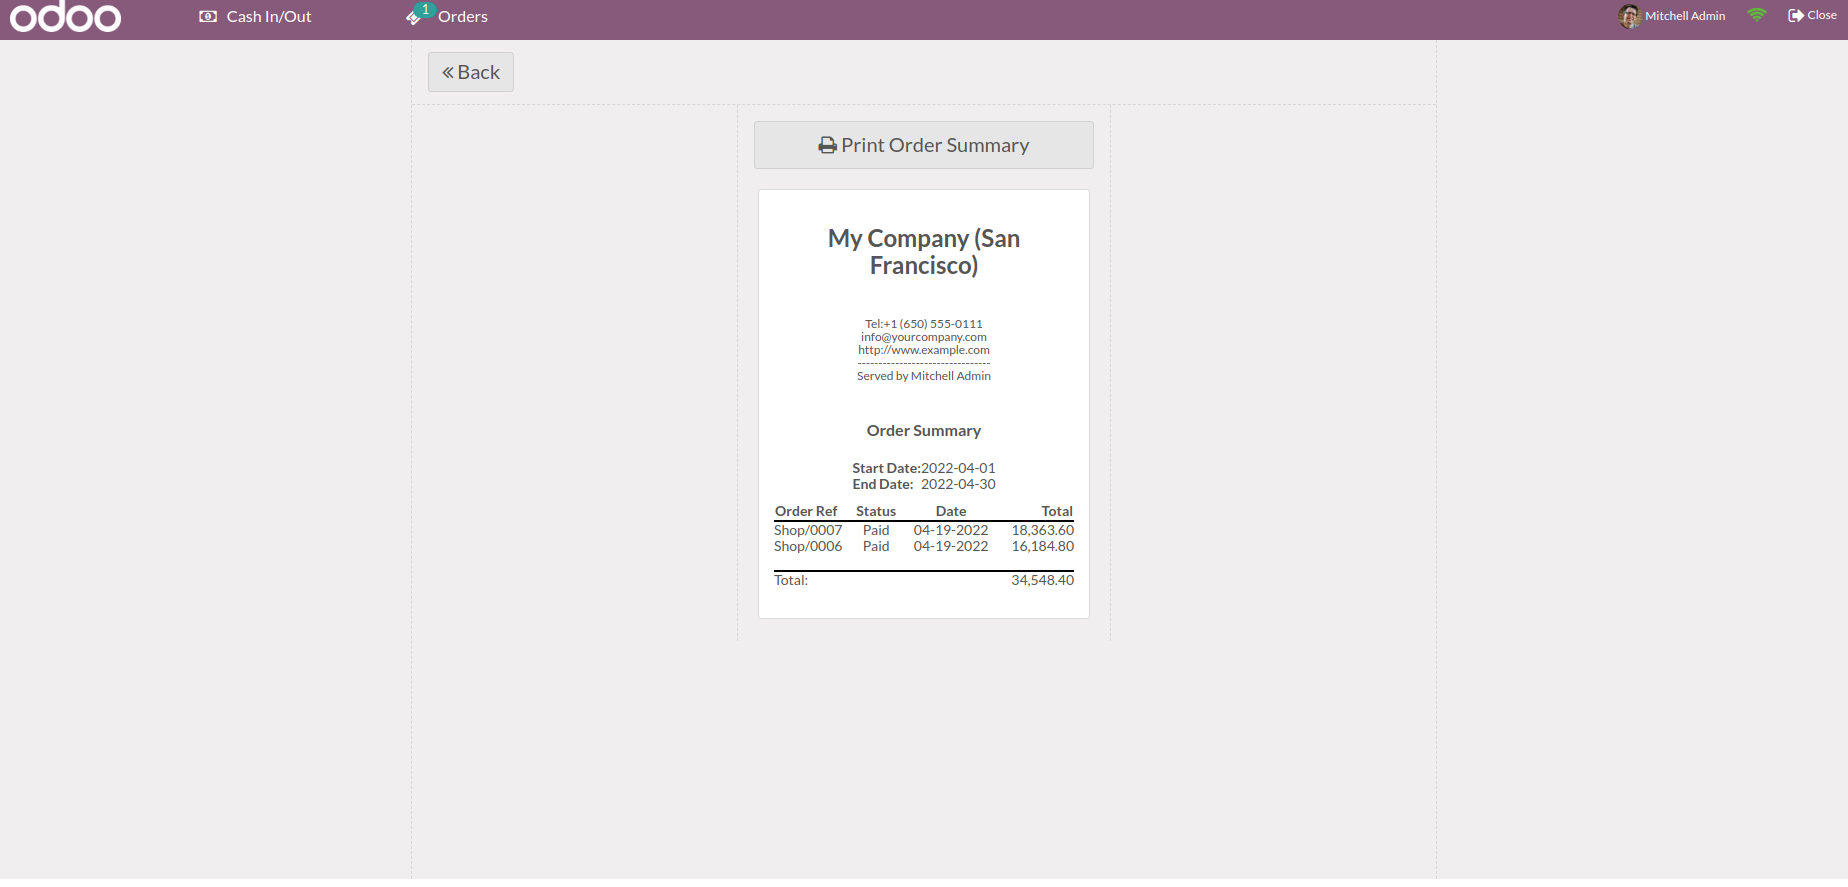 odoo
Cash In/Out
1
Orders
Mitchell Admin
Close
« Back
Print Order Summary
My Company (San
Francisco)
Tel:+1 (650) 555-0111
info@yourcompany.com
http://www.example.com
--------------------------------
Served by Mitchell Admin
Order Summary
Start Date:2022-04-01
End Date: 2022-04-30
Order Ref Status Date Total
Shop/0007 Paid 04-19-2022 18,363.60
Shop/0006 Paid 04-19-2022 16,184.80
Total: 34,548.40